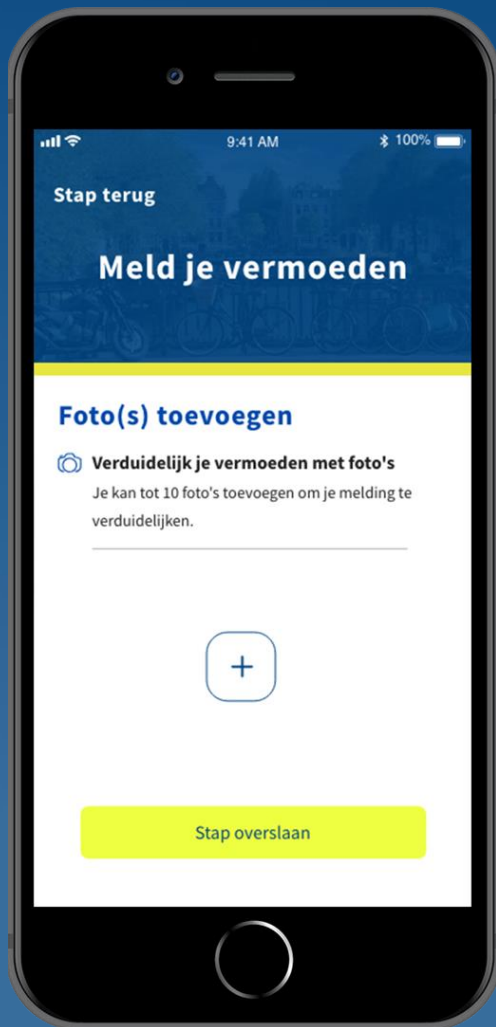 9:41 AM
100%
Stap terug
Meld je vermoeden
Foto(s) toevoegen
Verduidelijk je vermoeden met foto's
Je kan tot 10 foto's toevoegen om je melding te
verduidelijken.
+
Stap overslaan